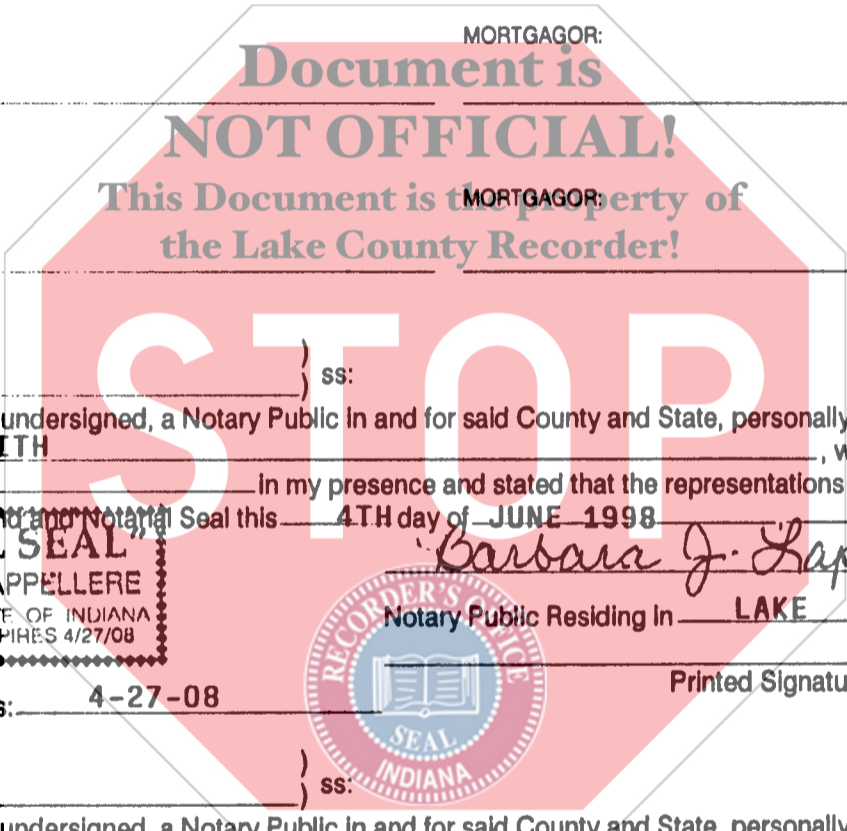 MORTGAGOR:
Document is
NOT OFFICIAL!
This Document is the property of
MORTGAGOR:
the Lake County Recorder!
STOP
) 
) ss:
undersigned, a Notary Public in and for said County and State, personally
ITH , w
in my presence and stated that the representations
nd and Notarial Seal this 4TH day of JUNE 1998
SEAL"
Barbara J. Lap
APPELLERE
E OF INDIANA
PIRES 4/27/08
Notary Public Residing in LAKE
RECORDER'S OFFICE
SEAL
INDIANA
Printed Signatu
s: 4-27-08
)
) ss:
undersigned, a Notary Public in and for said County and State, personally